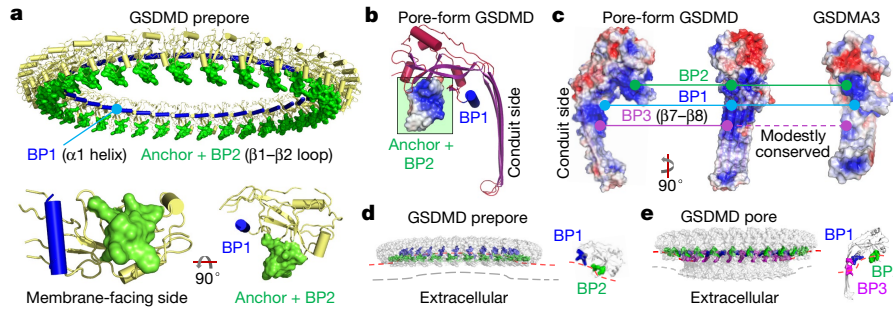 a
GSDMD prepore
BP1
(α1 helix)
Anchor + BP2 (β1–β2 loop)
BP1
90°
Membrane-facing side
Anchor + BP2
b
Pore-form GSDMD
BP1
Anchor +
BP2
Conduit side
c
Pore-form GSDMD
GSDMA3
BP2
BP1
BP3 (β7–β8)
Modestly
conserved
Conduit side
90°
d
GSDMD prepore
BP1
BP2
Extracellular
e
GSDMD pore
BP1
BP
BP3
Extracellular